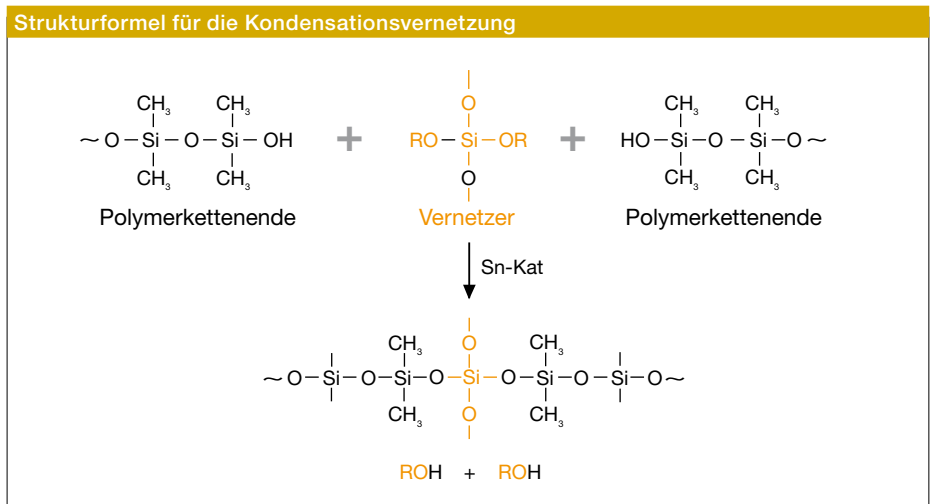 Strukturformel für die Kondensationsvernetzung
CH₃ CH₃ O CH₃ CH₃
~O–Si–O–Si–OH + RO–Si–OR + HO–Si–O–Si–O~
CH₃ CH₃ O CH₃ CH₃
Polymerkettenende Vernetzer Polymerkettenende
Sn-Kat
CH₃ O CH₃
~O–Si–O–Si–O–Si–O–Si–O–Si–O~
CH₃ O CH₃
ROH + ROH